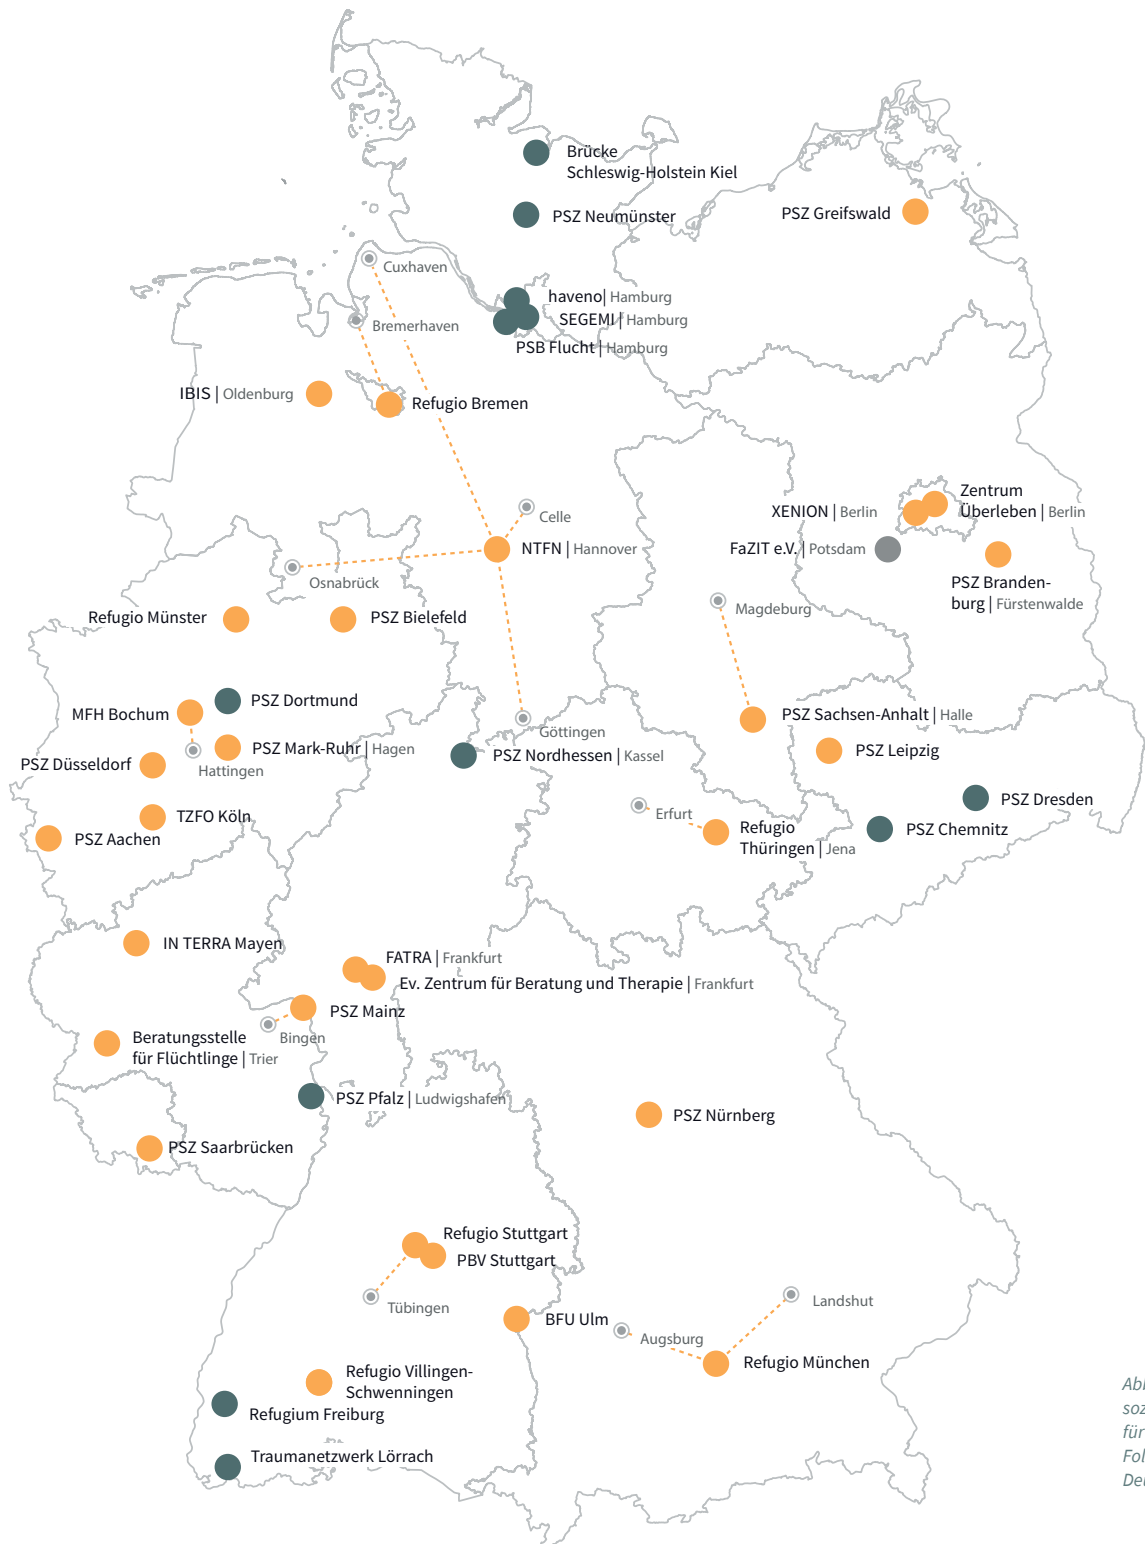 Brücke
Schleswig-Holstein Kiel
PSZ Neumünster
PSZ Greifswald
Cuxhaven
haveno| Hamburg
Bremerhaven
SEGEMI | Hamburg
PSB Flucht | Hamburg
IBIS | Oldenburg
Refugio Bremen
Zentrum
Überleben | Berlin
XENION | Berlin
Celle
NTFN | Hannover
FaZIT e.V. | Potsdam
Osnabrück
PSZ Branden-
burg | Fürstenwalde
Magdeburg
Refugio Münster
PSZ Bielefeld
PSZ Dortmund
MFH Bochum
PSZ Sachsen-Anhalt | Halle
Göttingen
PSZ Mark-Ruhr | Hagen
PSZ Nordhessen | Kassel
PSZ Leipzig
PSZ Düsseldorf
Hattingen
PSZ Dresden
TZFO Köln
Erfurt
Refugio
Thüringen | Jena
PSZ Chemnitz
PSZ Aachen
IN TERRA Mayen
FATRA | Frankfurt
Ev. Zentrum für Beratung und Therapie | Frankfurt
PSZ Mainz
Bingen
Beratungsstelle
für Flüchtlinge | Trier
PSZ Pfalz | Ludwigshafen
PSZ Nürnberg
PSZ Saarbrücken
Refugio Stuttgart
PBV Stuttgart
Tübingen
Landshut
BFU Ulm
Augsburg
Refugio München
Refugio Villingen-
Schwenningen
Refugium Freiburg
Traumanetzwerk Lörrach
für